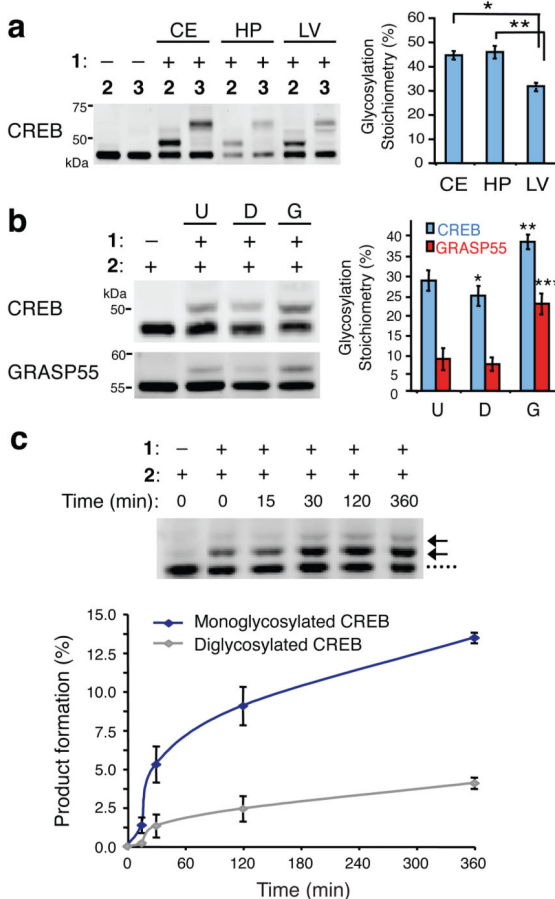 a
CE HP LV
1: – – + + + + + +
2 3 2 3 2 3 2 3
CREB
75
50
kDa
Glycosylation
Stoichiometry (%)
60
50
40
30
20
10
0
*
**
CE HP LV
b
U D G
1: – + + +
2: + + + +
CREB
kDa
50
GRASP55
60
55
Glycosylation
Stoichiometry (%)
CREB
GRASP55
40
35
30
25
20
15
10
5
0
*
**
***
U D G
c
1: – + + + + +
2: + + + + + +
Time (min): 0 0 15 30 120 360
Product formation (%)
15.0
12.5
10.0
7.5
5.0
2.5
0.0
Monoglycosylated CREB
Diglycosylated CREB
0 60 120 180 240 300 360
Time (min)